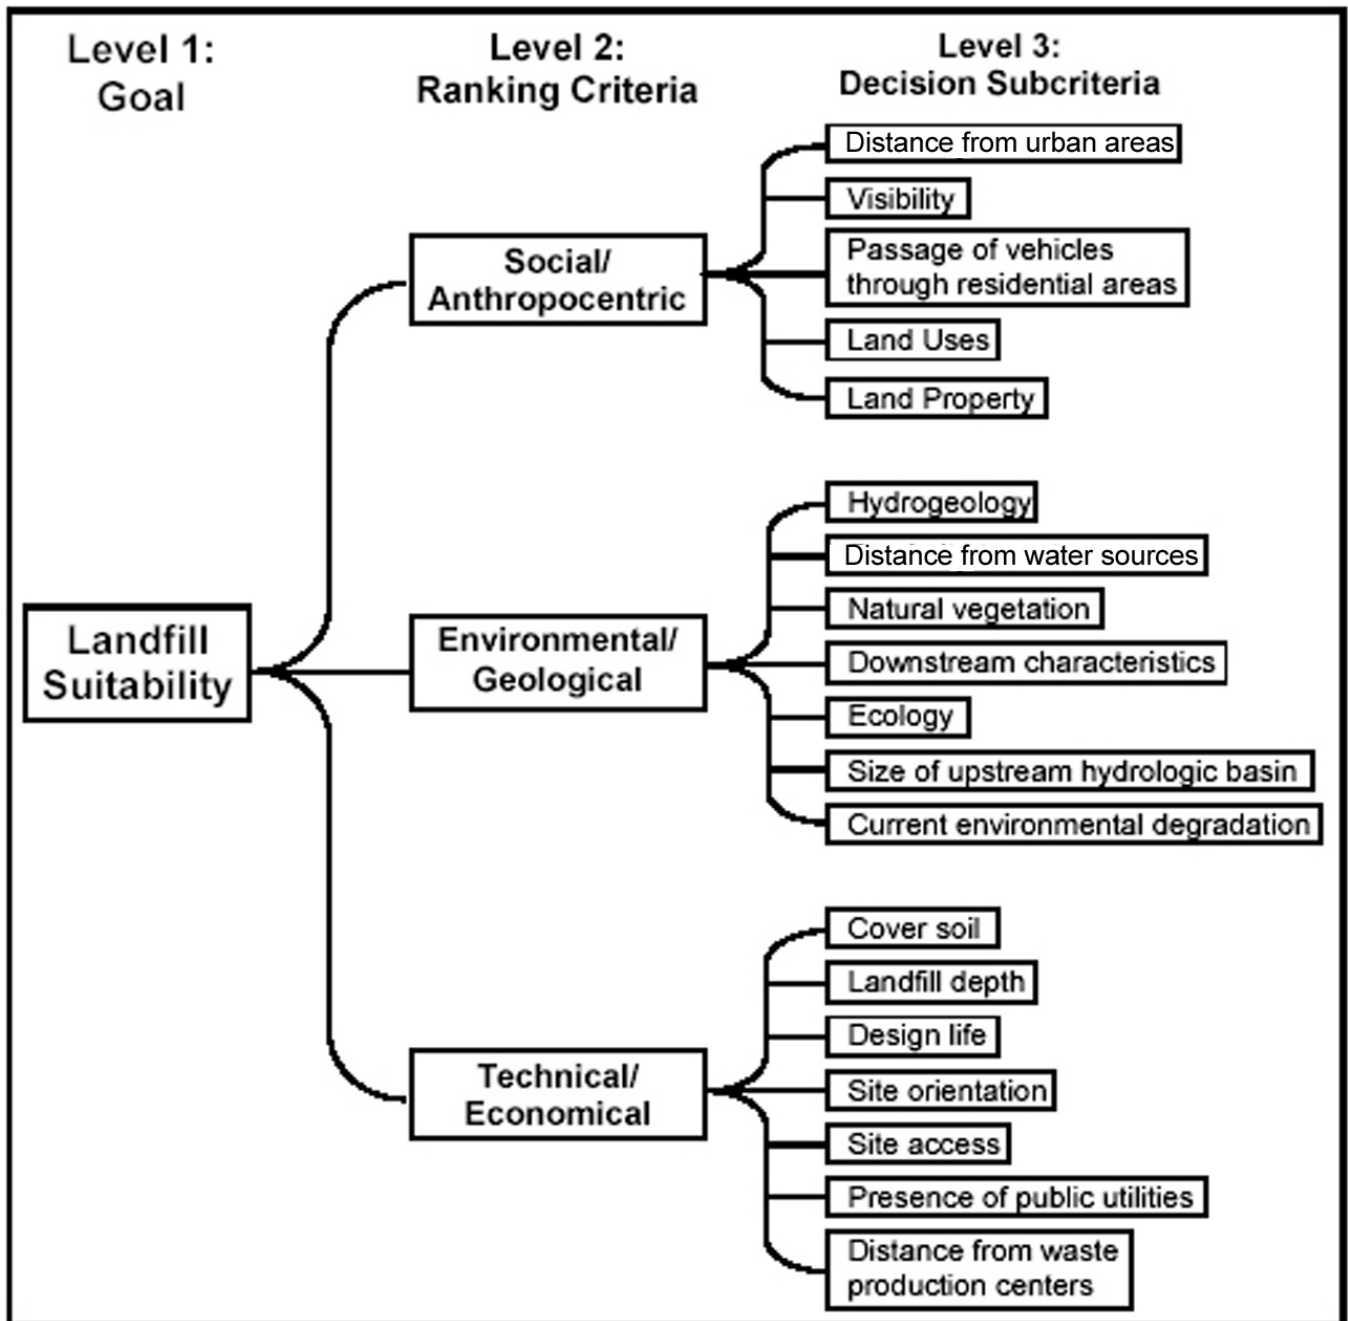 Level 1:
Goal
Level 2:
Ranking Criteria
Level 3:
Decision Subcriteria
Landfill
Suitability
Social/
Anthropocentric
Distance from urban areas
Visibility
Passage of vehicles
through residential areas
Land Uses
Land Property
Environmental/
Geological
Hydrogeology
Distance from water sources
Natural vegetation
Downstream characteristics
Ecology
Size of upstream hydrologic basin
Current environmental degradation
Technical/
Economical
Cover soil
Landfill depth
Design life
Site orientation
Site access
Presence of public utilities
Distance from waste
production centers